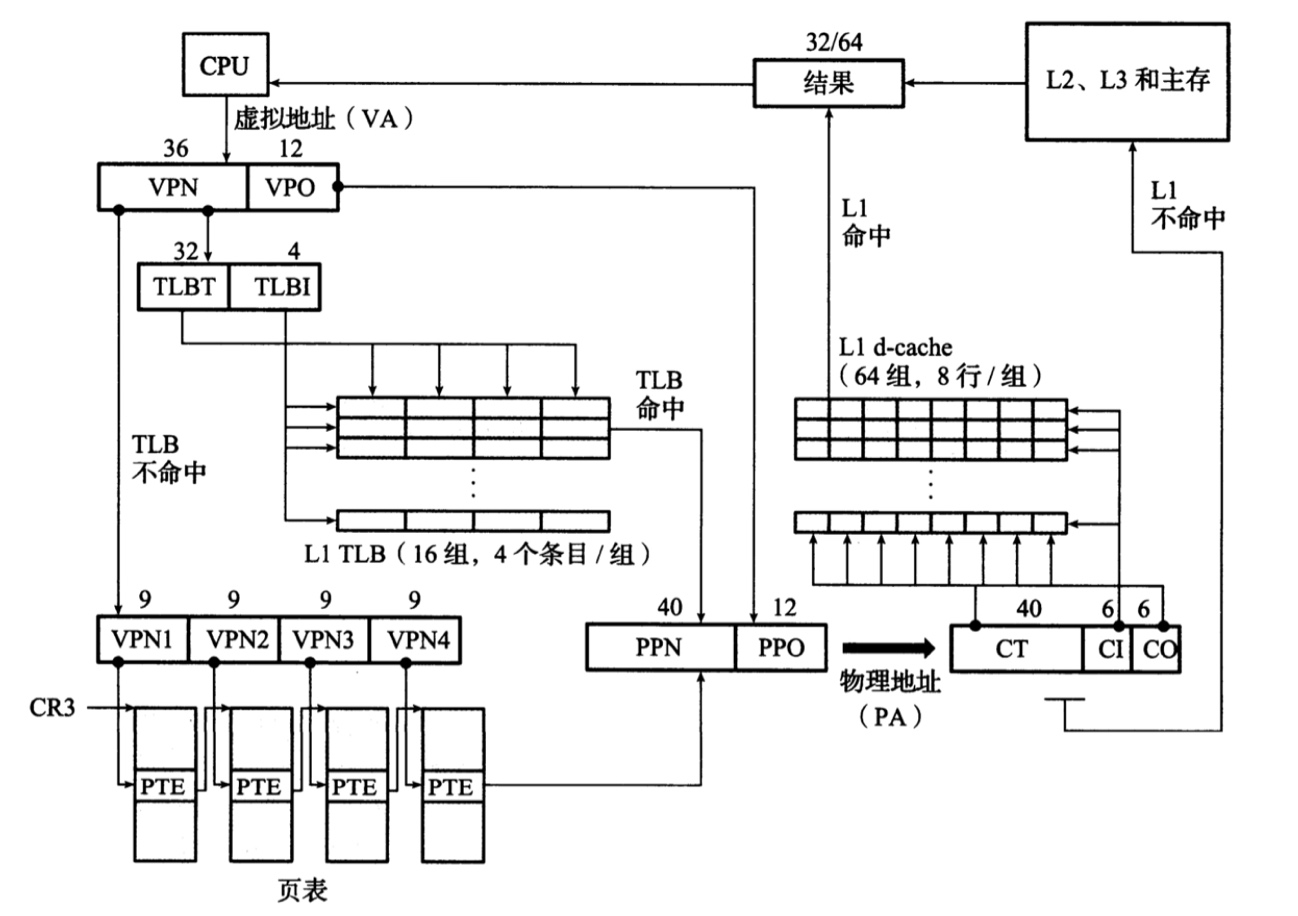 32/64
CPU
结果
L2、L3 和主存
虚拟地址（VA）
36
12
VPN
VPO
L1
命中
L1
不命中
32
4
TLBT
TLBI
L1 d-cache
（64 组，8 行/组）
TLB
命中
TLB
不命中
L1 TLB（16 组，4 个条目/组）
9
9
9
9
VPN1
VPN2
VPN3
VPN4
40
12
PPN
PPO
物理地址
（PA）
40
6
6
CT
CI
CO
CR3
PTE
PTE
PTE
PTE
页表